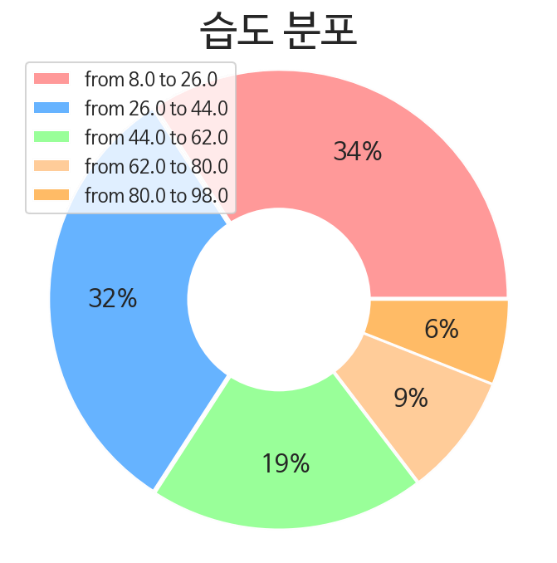 습도 분포
from 8.0 to 26.0
from 26.0 to 44.0
from 44.0 to 62.0
from 62.0 to 80.0
from 80.0 to 98.0
34%
32%
6%
9%
19%